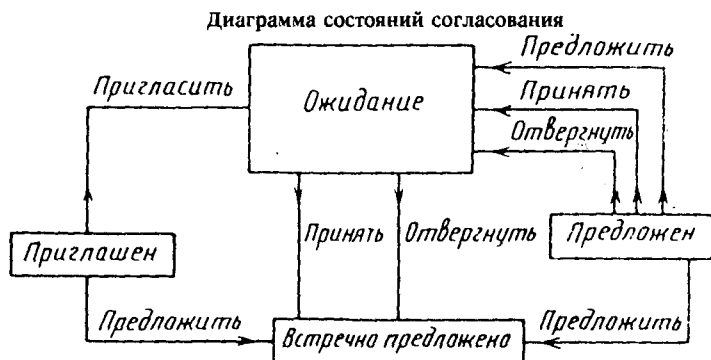 Диаграмма состояний согласования
Предложить
Пригласить
Ожидание
Принять
Отвергнуть
Приглашен
Принять
Отвергнуть
Предложен
Предложить
Встречно предложено
Предложить